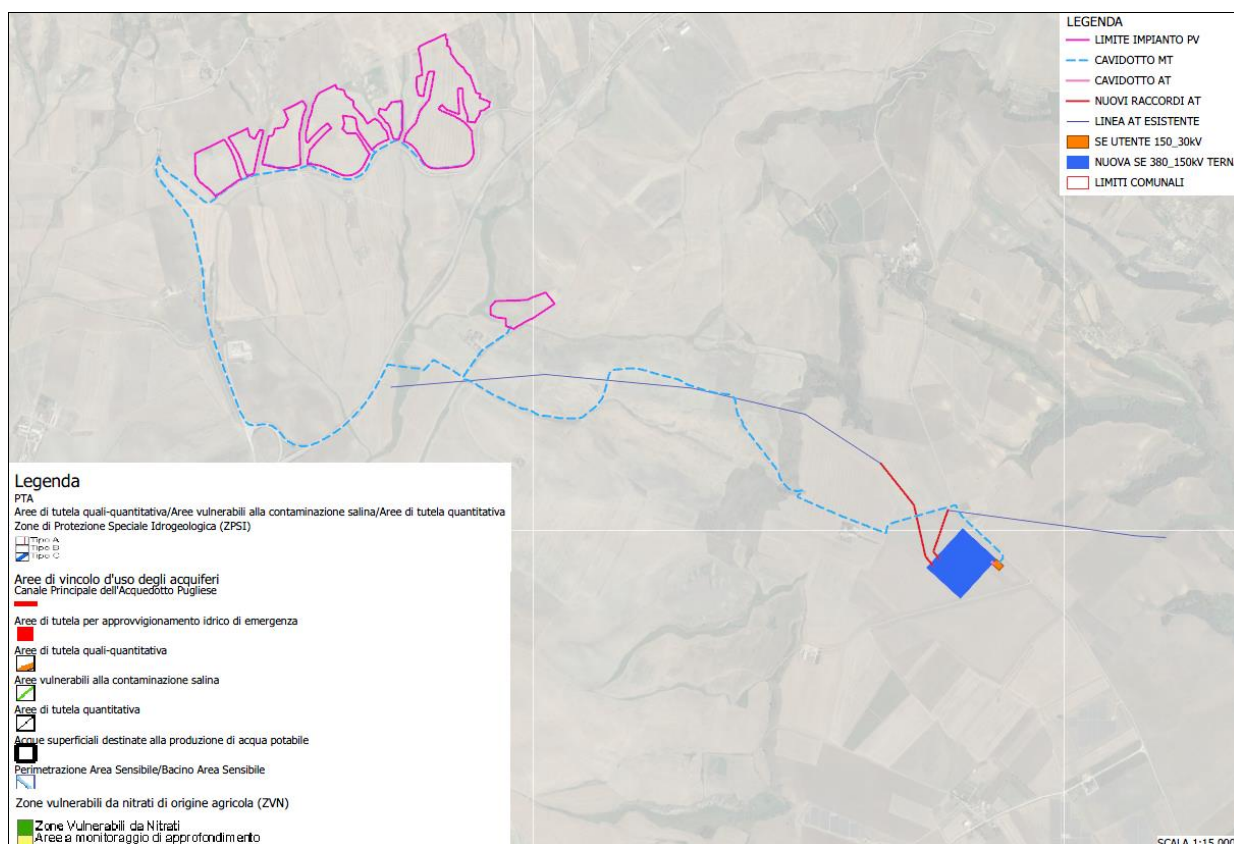 LEGENDA
LIMITE IMPIANTO PV
CAVIDOTTO MT
CAVIDOTTO AT
NUOVI RACCORDI AT
LINEA AT ESISTENTE
SE UTENTE 150_30kV
NUOVA SE 380_150kV TERN
LIMITI COMUNALI
Legenda
PTA
Aree di tutela quali-quantitativa/Aree vulnerabili alla contaminazione salina/Aree di tutela quantitativa
Zone di Protezione Speciale Idrogeologica (ZPSI)
Tipo A
Tipo B
Tipo C
Aree di vincolo d'uso degli acquiferi
Canale Principale dell'Acquedotto Pugliese
Aree di tutela per approvvigionamento idrico di emergenza
Aree di tutela quali-quantitativa
Aree vulnerabili alla contaminazione salina
Aree di tutela quantitativa
Acque superficiali destinate alla produzione di acqua potabile
Perimetrazione Area Sensibile/Bacino Area Sensibile
Zone vulnerabili da nitrati di origine agricola (ZVN)
Zone Vulnerabili da Nitrati
Aree a monitoraggio di approfondimento
SCALA 1:15.000